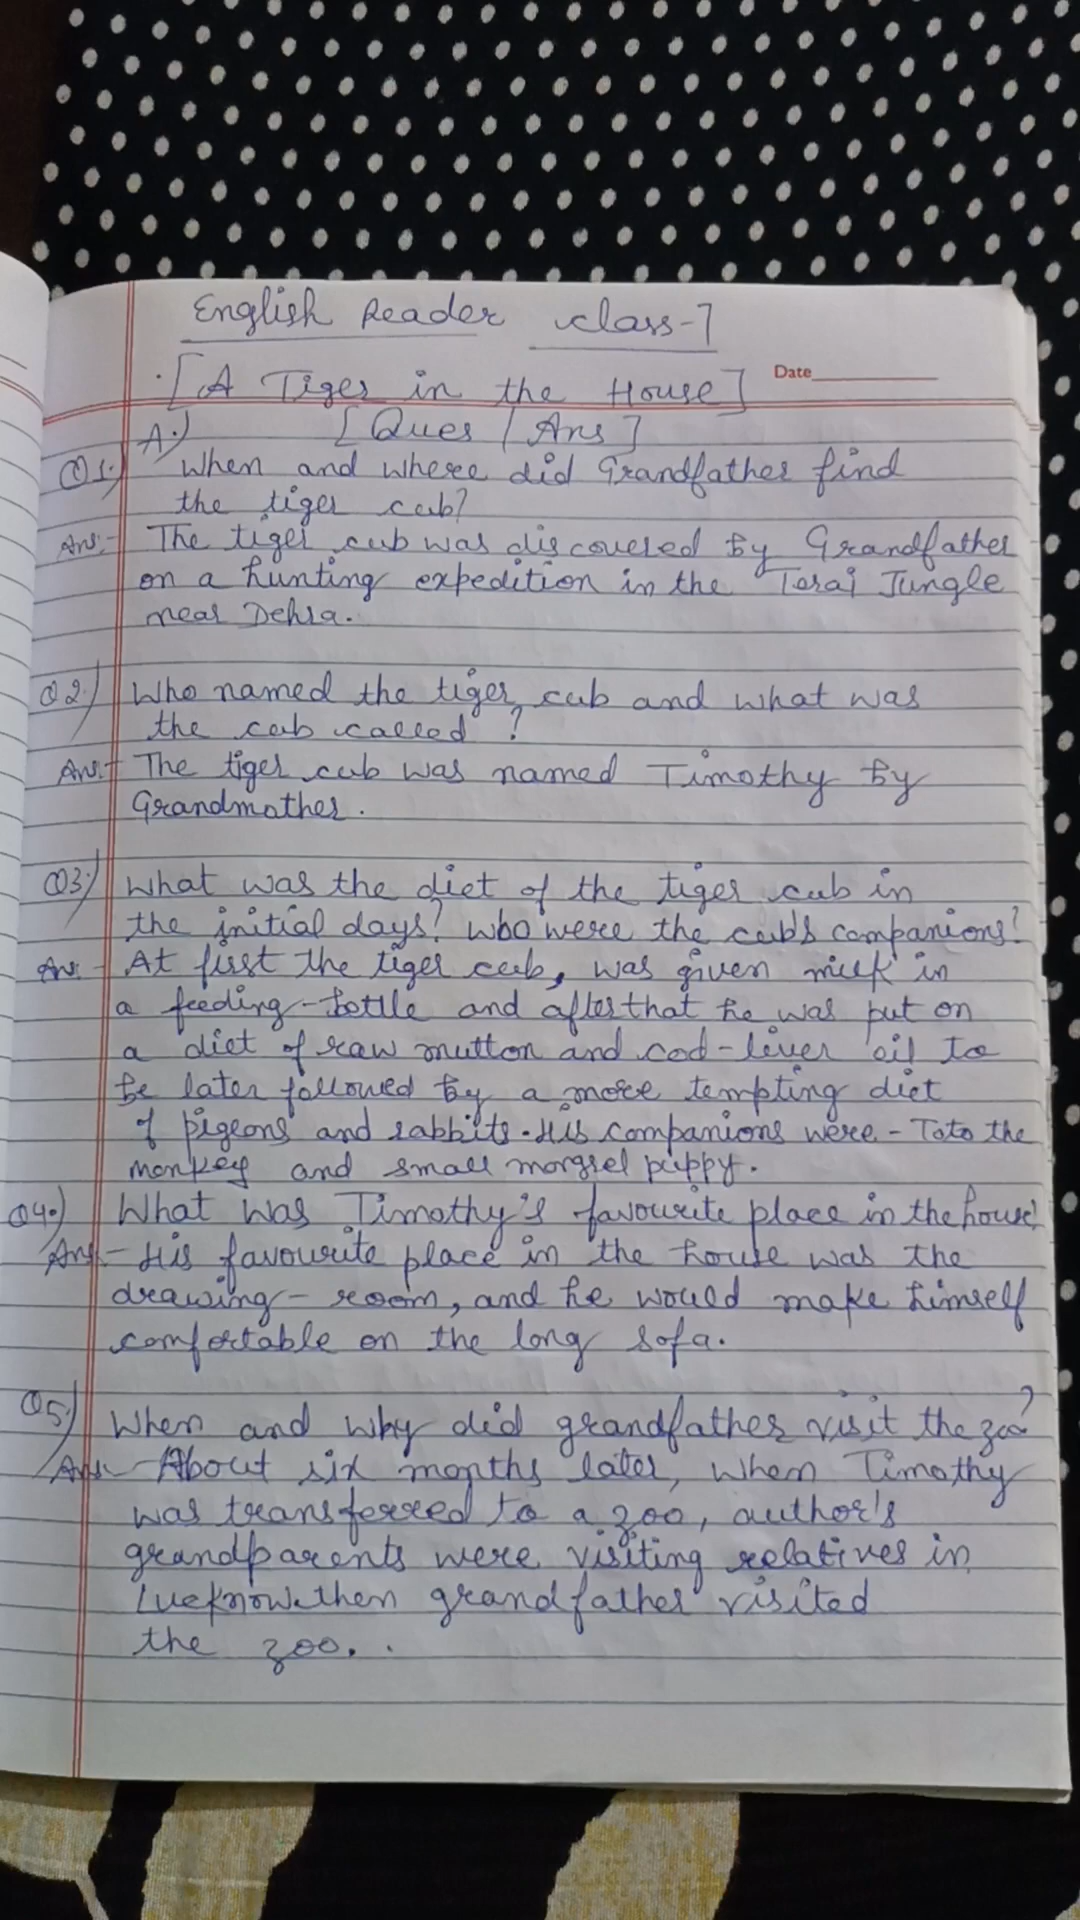 English Reader class-7
[A Tiger in the House]
Date
A.) [Ques / Ans]
Q1.) When and where did Grandfather find
the tiger cub?
Ans:- The tiger cub was discovered by Grandfather
on a hunting expedition in the Terai Jungle
near Dehra.
Q2.) Who named the tiger cub and what was
the cub called?
Ans:- The tiger cub was named Timothy by
Grandmother.
Q3.) What was the diet of the tiger cub in
the initial days? Who were the cub's companions?
Ans:- At first the tiger cub, was given milk in
a feeding-bottle and after that he was put on
a diet of raw mutton and cod-liver oil to
be later followed by a more tempting diet
of pigeons and rabbits. His companions were - Toto the
monkey and small mongrel puppy.
Q4.) What was Timothy's favourite place in the house?
Ans:- His favourite place in the house was the
drawing-room, and he would make himself
comfortable on the long sofa.
Q5.) When and why did grandfather visit the zoo?
Ans:- About six months later, when Timothy
was transferred to a zoo, author's
grandparents were visiting relatives in
Lucknow. then grandfather visited
the zoo..